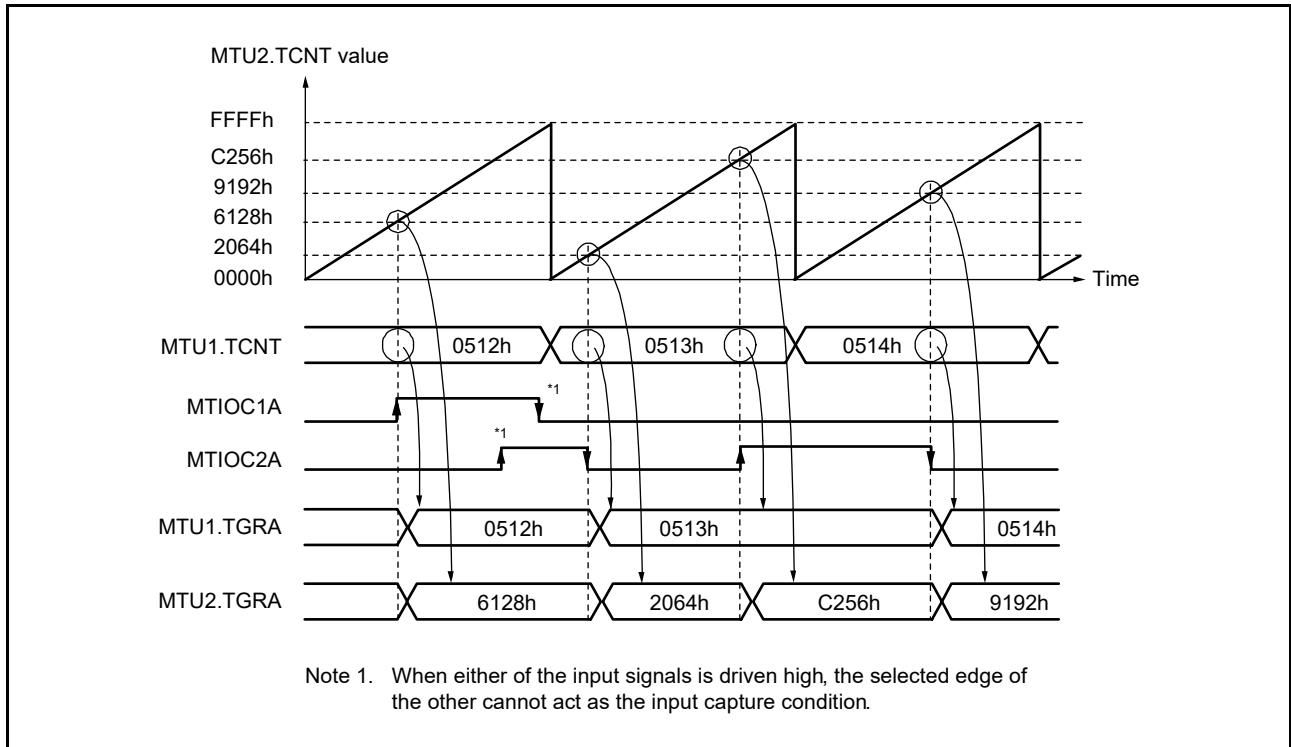 MTU2.TCNT value
FFFFh
C256h
9192h
6128h
2064h
0000h
Time
MTU1.TCNT 0512h 0513h 0514h
MTIOC1A *1
MTIOC2A *1
MTU1.TGRA 0512h 0513h 0514h
MTU2.TGRA 6128h 2064h C256h 9192h
Note 1. When either of the input signals is driven high, the selected edge of
the other cannot act as the input capture condition.